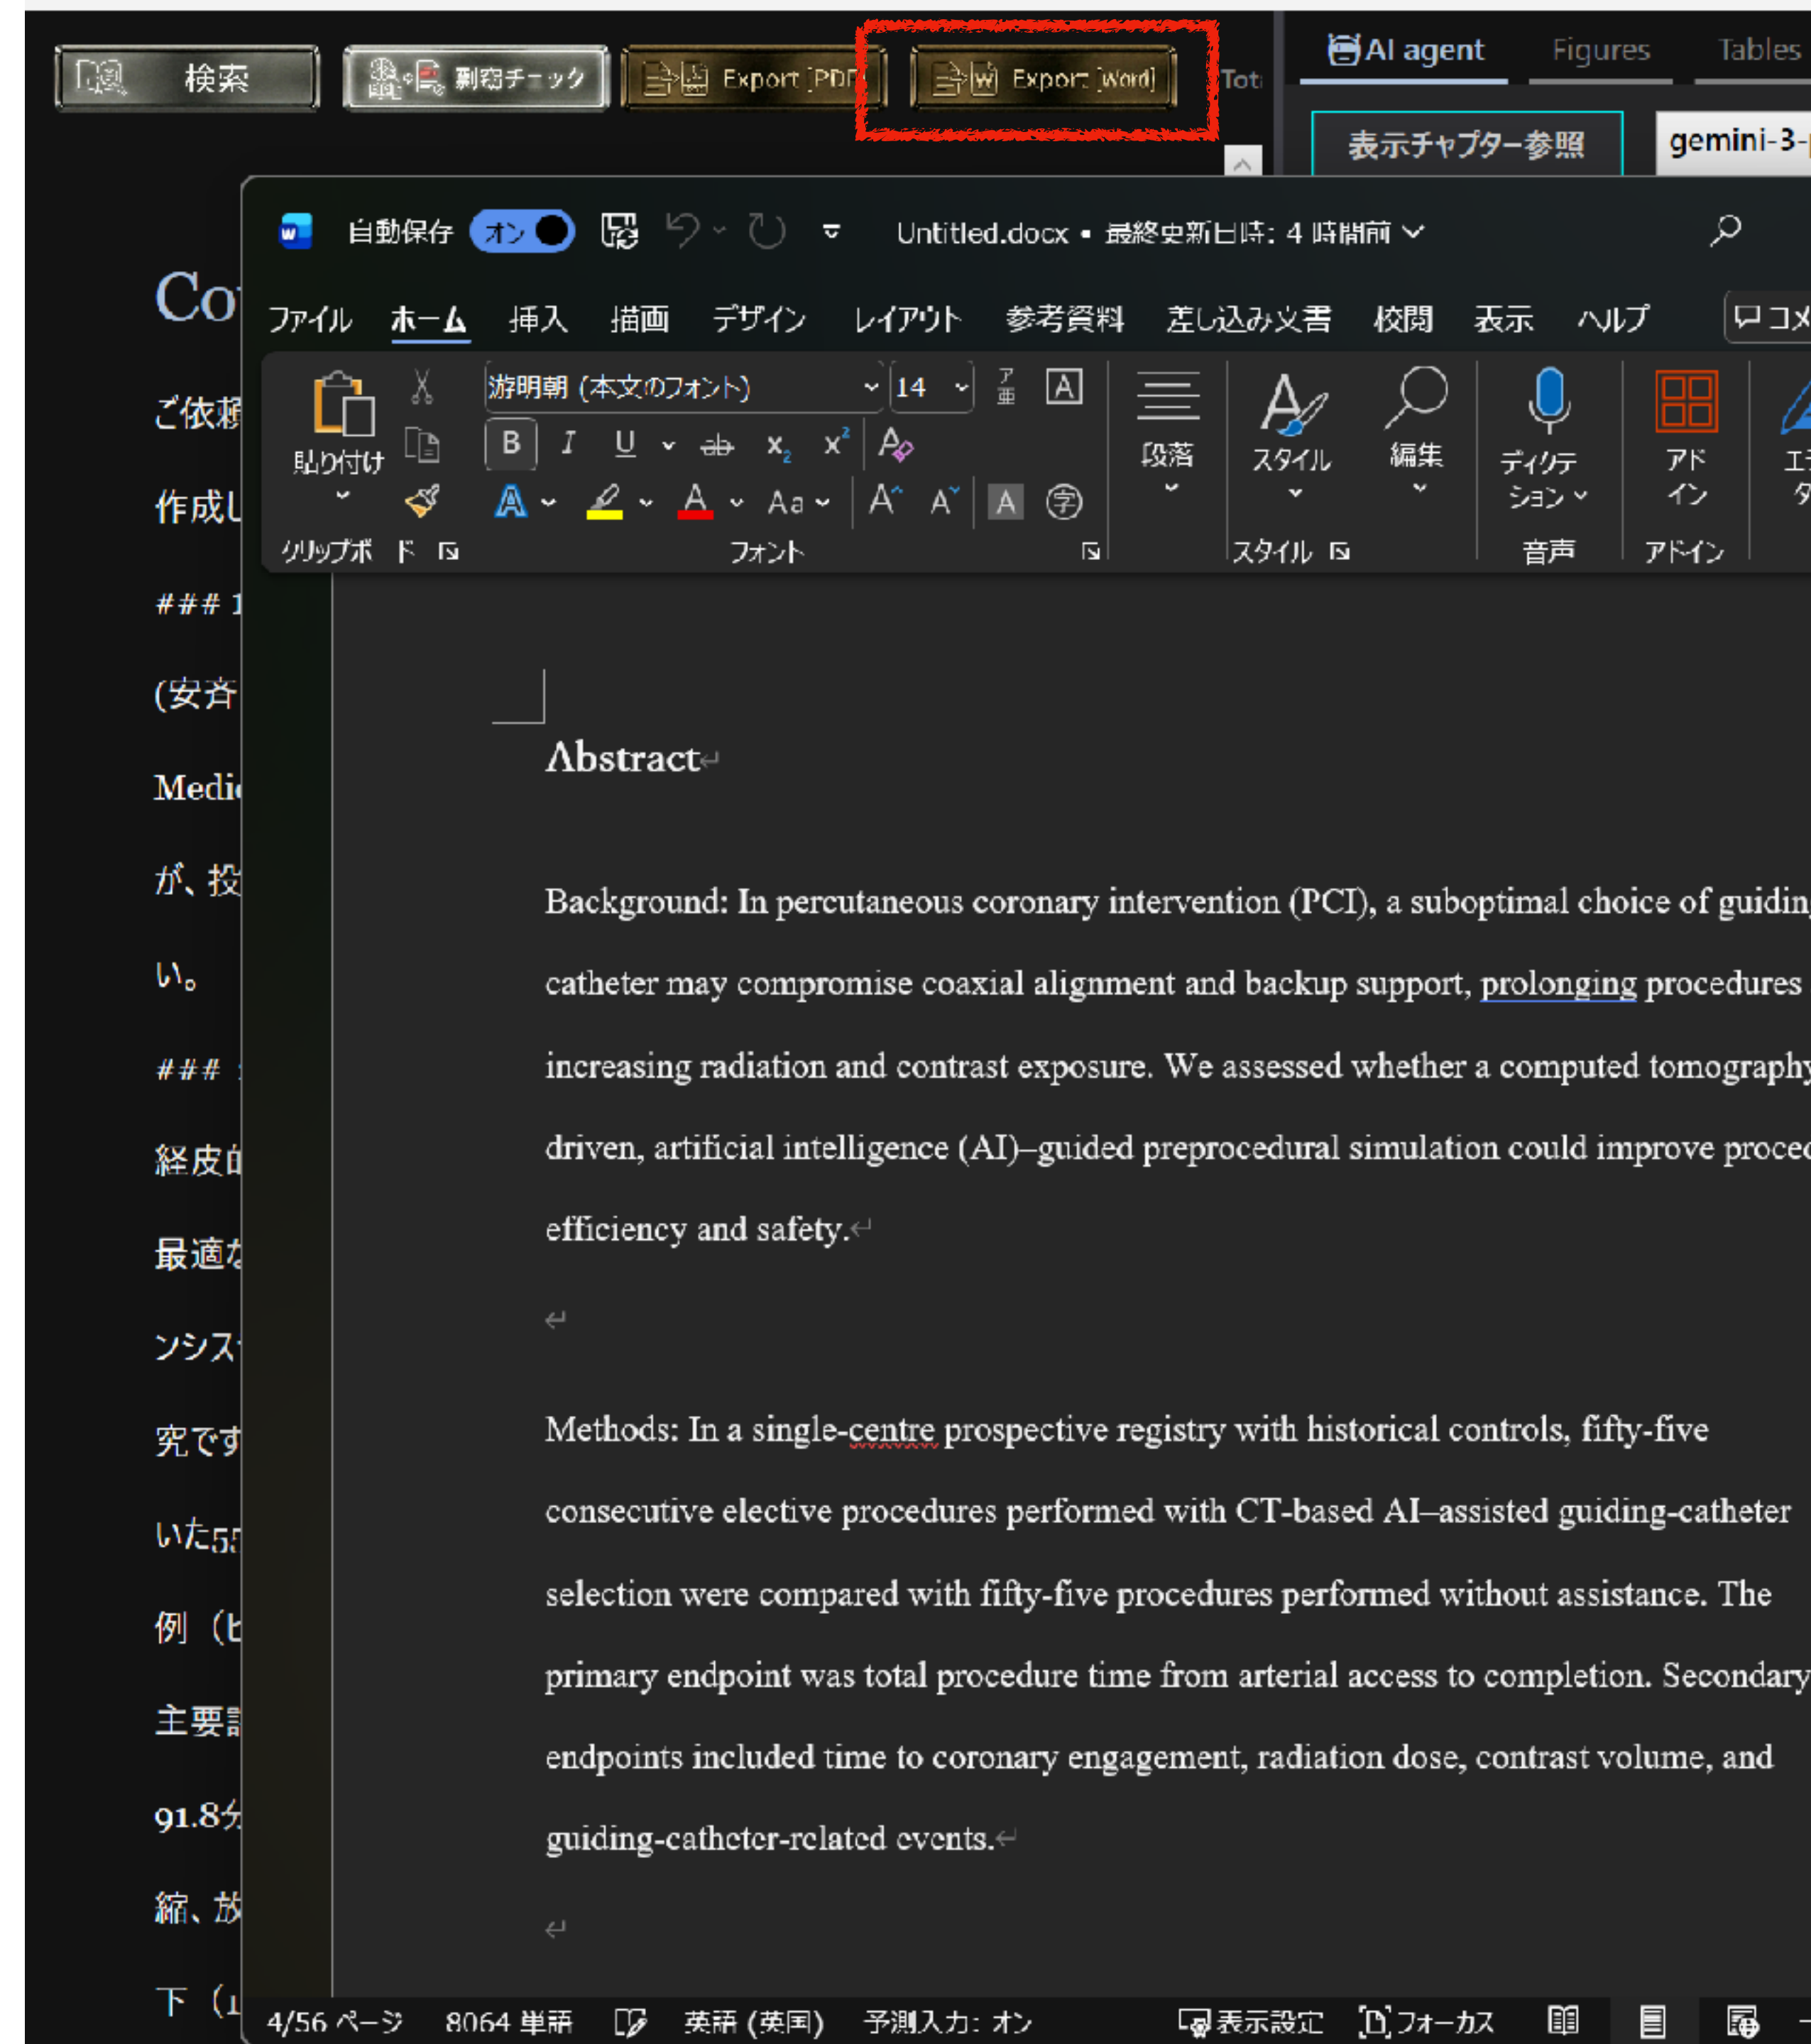 検索
剽窃チェック
Export [PDF
Export [Word]
AI agent
Figures
Tables
表示チャプター参照
gemini-3-
自動保存 オン
Untitled.docx • 最終更新日時: 4 時間前
ファイル ホーム 挿入 描画 デザイン レイアウト 参考資料 差し込み文書 校閲 表示 ヘルプ コメ
游明朝 (本文のフォント) 14
貼り付け
段落
スタイル
編集
ディクテーション
アドイン
クリップボード
フォント
スタイル
音声
アドイン
ご依頼
作成し
### 1
(安斉
が、投
い。
###
最適な
ンシス
究です
いた55
例（ヒ
91.8分
縮、放
下
Abstract
Background: In percutaneous coronary intervention (PCI), a suboptimal choice of guiding
catheter may compromise coaxial alignment and backup support, prolonging procedures
increasing radiation and contrast exposure. We assessed whether a computed tomography
driven, artificial intelligence (AI)–guided preprocedural simulation could improve proced
efficiency and safety.
Methods: In a single-centre prospective registry with historical controls, fifty-five
consecutive elective procedures performed with CT-based AI–assisted guiding-catheter
selection were compared with fifty-five procedures performed without assistance. The
primary endpoint was total procedure time from arterial access to completion. Secondary
endpoints included time to coronary engagement, radiation dose, contrast volume, and
guiding-catheter-related events.
4/56 ページ 8064 単語 英語 (英国) 予測入力: オン 表示設定 フォーカス